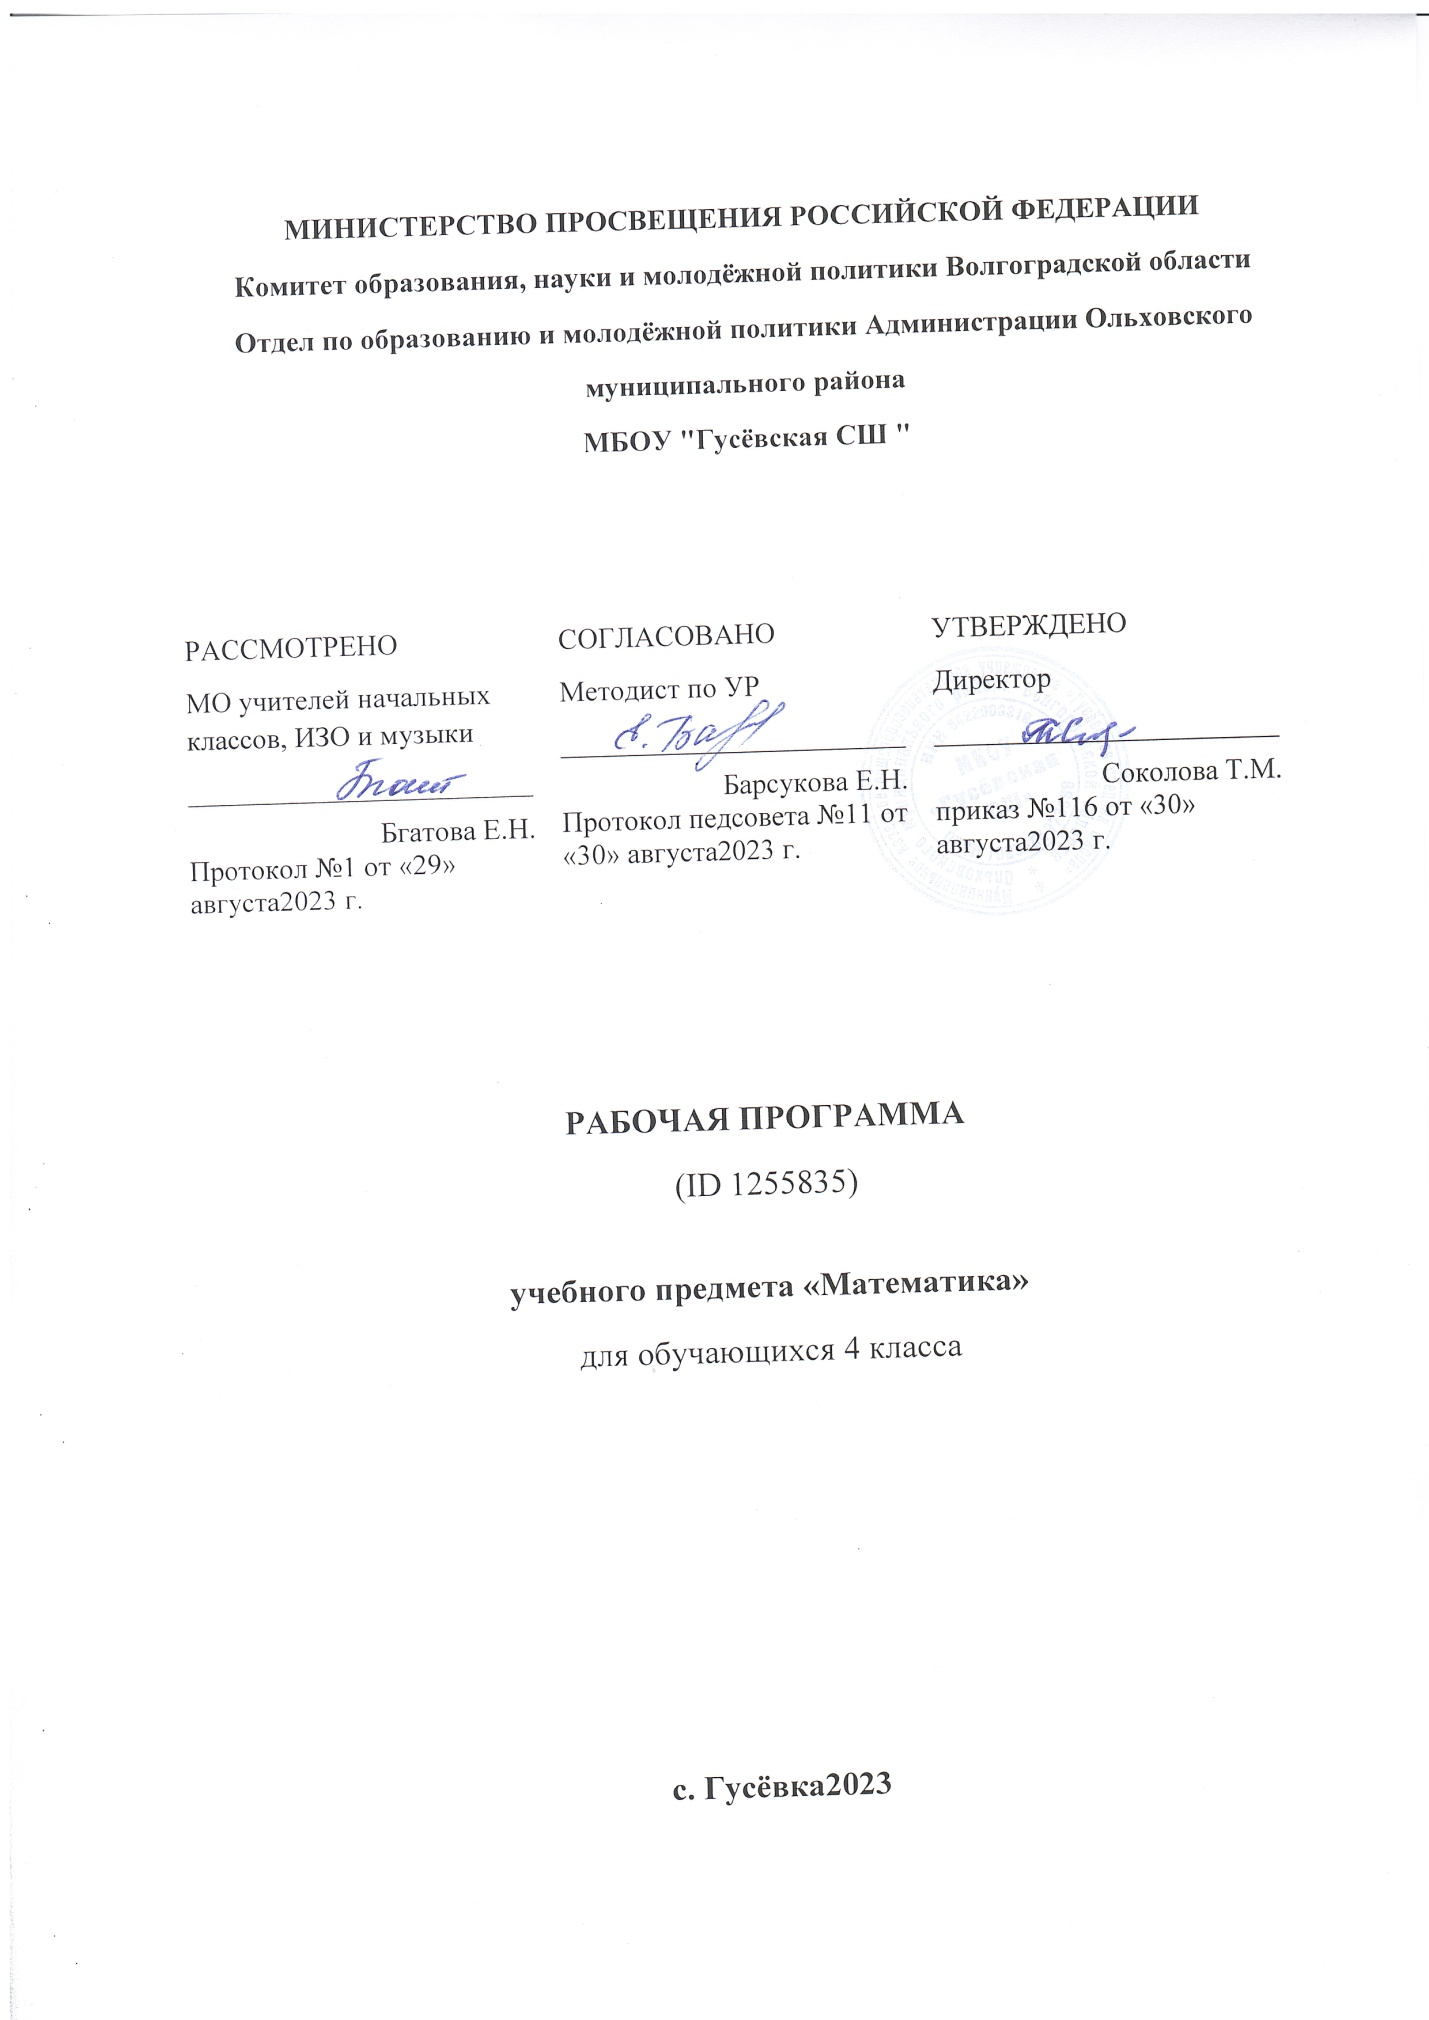 МИНИСТЕРСТВО ПРОСВЕЩЕНИЯ РОССИЙСКОЙ ФЕДЕРАЦИИ
Комитет образования, науки и молодёжной политики Волгоградской области
Отдел по образованию и молодёжной политики Администрации Ольховского
муниципального района
МБОУ "Гусёвская СШ "
РАССМОТРЕНО
МО учителей начальных
классов, ИЗО и музыки
Бгатова Е.Н.
Протокол №1 от «29»
августа2023 г.
СОГЛАСОВАНО
Методист по УР
Барсукова Е.Н.
Протокол педсовета №11 от
«30» августа2023 г.
УТВЕРЖДЕНО
Директор
Соколова Т.М.
приказ №116 от «30»
августа2023 г.
РАБОЧАЯ ПРОГРАММА
(ID 1255835)
учебного предмета «Математика»
для обучающихся 4 класса
с. Гусёвка2023